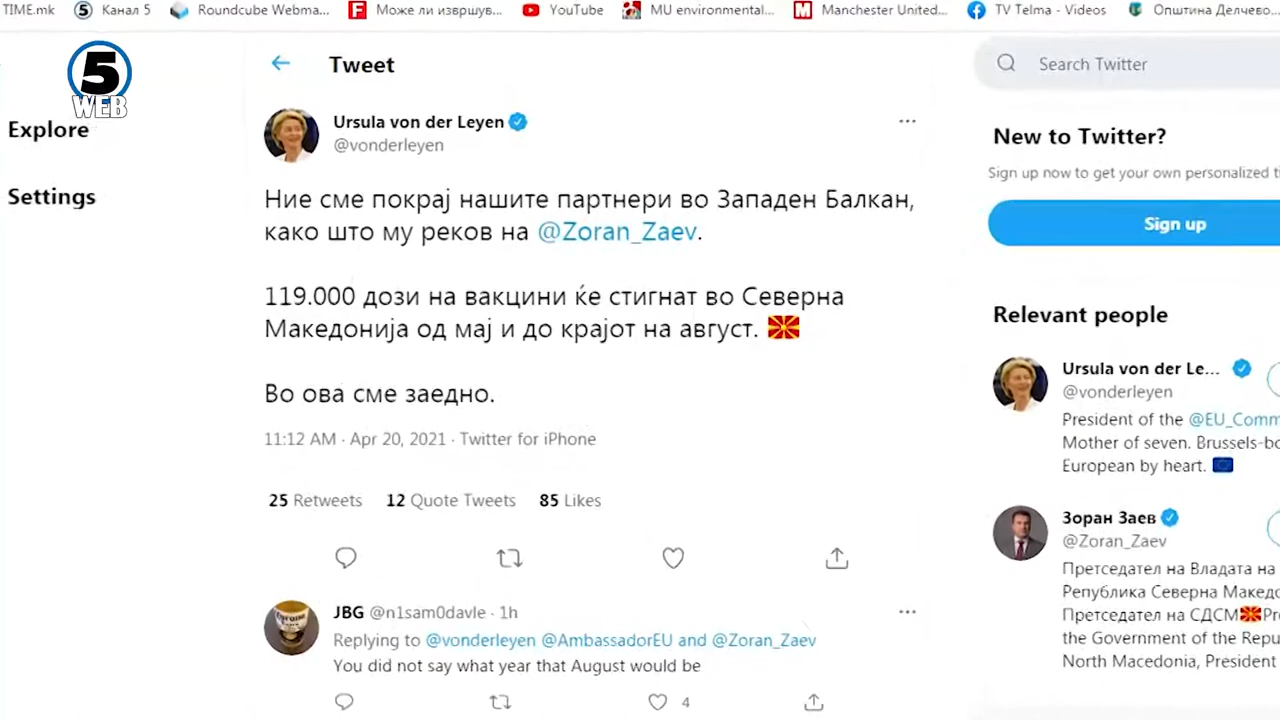 TIME.mk
5 Канал 5
Roundcube Webma...
F Може ли извршув...
YouTube
MU environmental...
M Manchester United...
TV Telma - Videos
Општина Делчево...
5
WEB
Explore
Settings
Tweet
Ursula von der Leyen
@vonderleyen
Ние сме покрај нашите партнери во Западен Балкан,
како што му реков на @Zoran_Zaev.
119.000 дози на вакцини ќе стигнат во Северна
Македонија од мај и до крајот на август.
Во ова сме заедно.
11:12 AM · Apr 20, 2021 · Twitter for iPhone
25 Retweets 12 Quote Tweets 85 Likes
JBG @n1sam0davle · 1h
Replying to @vonderleyen @AmbassadorEU and @Zoran_Zaev
You did not say what year that August would be
4
Search Twitter
New to Twitter?
Sign up now to get your own personalized t
Sign up
Relevant people
Ursula von der Le...
@vonderleyen
President of the @EU_Comm
Mother of seven. Brussels-bo
European by heart.
Зоран Заев
@Zoran_Zaev
Претседател на Владата на
Република Северна Македо
Претседател на СДСМ Pr
the Government of the Repu
North Macedonia, President